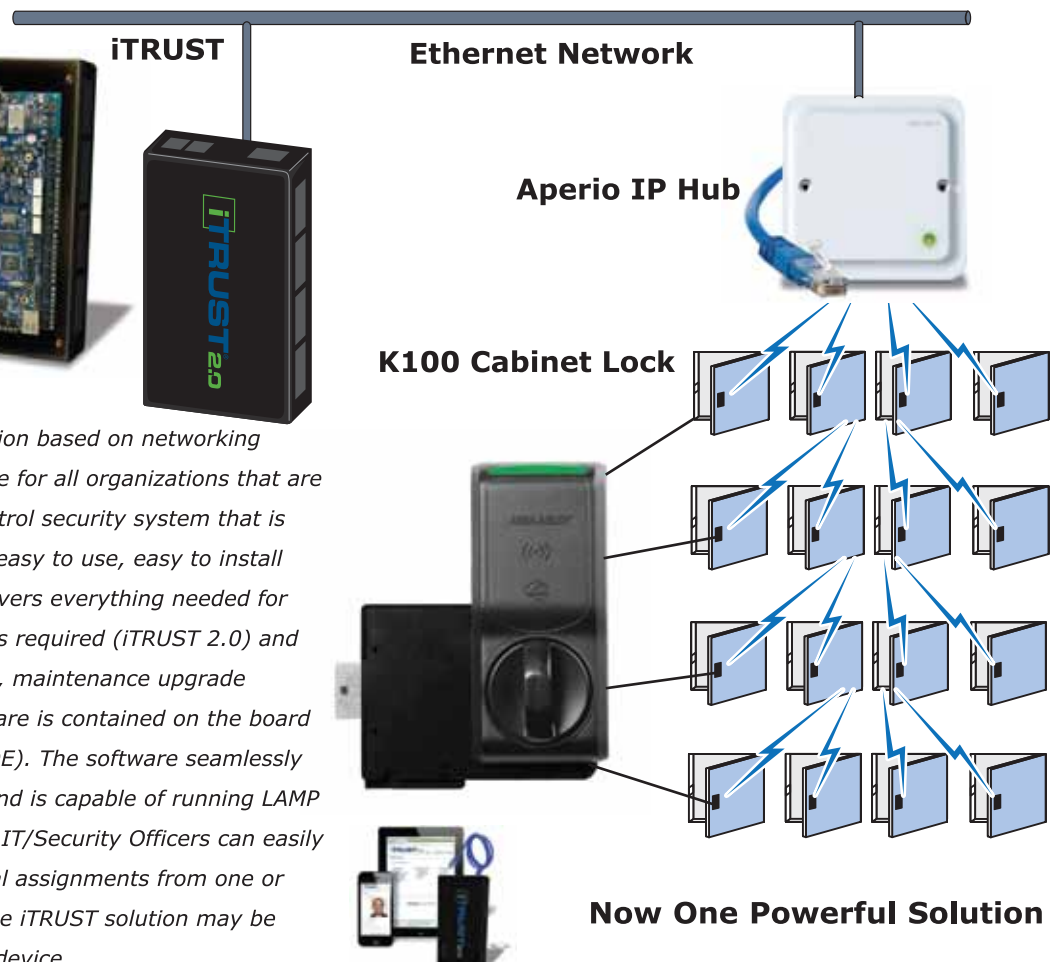 iTRUST
Ethernet Network
Aperio IP Hub
iTRUST 2.0
K100 Cabinet Lock
ion based on networking
e for all organizations that are
trol security system that is
easy to use, easy to install
vers everything needed for
s required (iTRUST 2.0) and
, maintenance upgrade
are is contained on the board
E). The software seamlessly
nd is capable of running LAMP
IT/Security Officers can easily
al assignments from one or
e iTRUST solution may be
device
Now One Powerful Solution